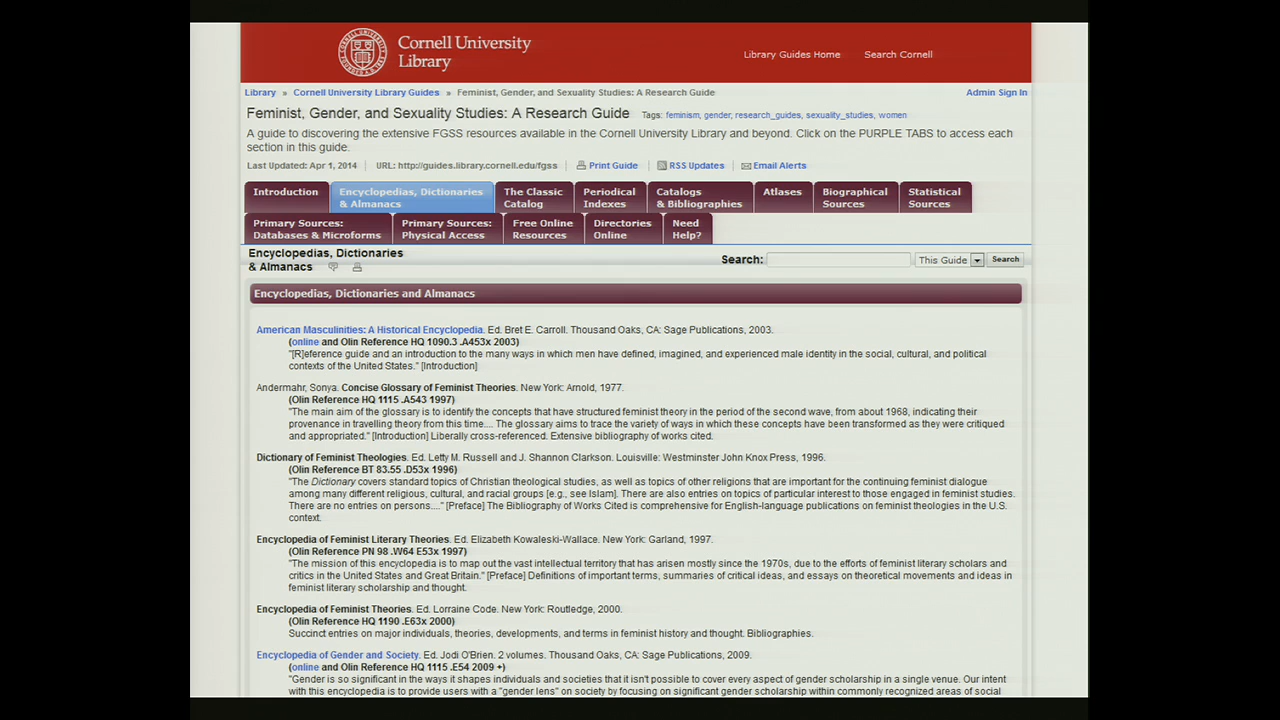 Cornell University
Library
Library Guides Home Search Cornell
Library » Cornell University Library Guides » Feminist, Gender, and Sexuality Studies: A Research Guide Admin Sign In
Feminist, Gender, and Sexuality Studies: A Research Guide Tags: feminism, gender, research_guides, sexuality_studies, women
A guide to discovering the extensive FGSS resources available in the Cornell University Library and beyond. Click on the PURPLE TABS to access each
section in this guide.
Last Updated: Apr 1, 2014 URL: http://guides.library.cornell.edu/fgss Print Guide RSS Updates Email Alerts
Introduction Encyclopedias, Dictionaries & Almanacs The Classic Catalog Periodical Indexes Catalogs & Bibliographies Atlases Biographical Sources Statistical Sources
Primary Sources: Databases & Microforms Primary Sources: Physical Access Free Online Resources Directories Online Need Help?
Encyclopedias, Dictionaries
& Almanacs
Search: This Guide Search
Encyclopedias, Dictionaries and Almanacs
American Masculinities: A Historical Encyclopedia. Ed. Bret E. Carroll. Thousand Oaks, CA: Sage Publications, 2003.
(online and Olin Reference HQ 1090.3 .A453x 2003)
"[R]eference guide and an introduction to the many ways in which men have defined, imagined, and experienced male identity in the social, cultural, and political
contexts of the United States." [Introduction]
Andermahr, Sonya. Concise Glossary of Feminist Theories. New York: Arnold, 1977.
(Olin Reference HQ 1115 .A543 1997)
"The main aim of the glossary is to identify the concepts that have structured feminist theory in the period of the second wave, from about 1968, indicating their
provenance in travelling theory from this time.... The glossary aims to trace the variety of ways in which these concepts have been transformed as they were critiqued
and appropriated." [Introduction] Liberally cross-referenced. Extensive bibliography of works cited.
Dictionary of Feminist Theologies. Ed. Letty M. Russell and J. Shannon Clarkson. Louisville: Westminster John Knox Press, 1996.
(Olin Reference BT 83.55 .D53x 1996)
"The Dictionary covers standard topics of Christian theological studies, as well as topics of other religions that are important for the continuing feminist dialogue
among many different religious, cultural, and racial groups [e.g., see Islam]. There are also entries on topics of particular interest to those engaged in feminist studies.
There are no entries on persons...." [Preface] The Bibliography of Works Cited is comprehensive for English-language publications on feminist theologies in the U.S.
context.
Encyclopedia of Feminist Literary Theories. Ed. Elizabeth Kowaleski-Wallace. New York: Garland, 1997.
(Olin Reference PN 98 .W64 E53x 1997)
"The mission of this encyclopedia is to map out the vast intellectual territory that has arisen mostly since the 1970s, due to the efforts of feminist literary scholars and
critics in the United States and Great Britain." [Preface] Definitions of important terms, summaries of critical ideas, and essays on theoretical movements and ideas in
feminist literary scholarship and thought.
Encyclopedia of Feminist Theories. Ed. Lorraine Code. New York: Routledge, 2000.
(Olin Reference HQ 1190 .E63x 2000)
Succinct entries on major individuals, theories, developments, and terms in feminist history and thought. Bibliographies.
Encyclopedia of Gender and Society. Ed. Jodi O'Brien. 2 volumes. Thousand Oaks, CA: Sage Publications, 2009.
(online and Olin Reference HQ 1115 .E54 2009 +)
"Gender is so significant in the ways it shapes individuals and societies that it isn't possible to cover every aspect of gender scholarship in a single venue. Our intent
with this encyclopedia is to provide users with a "gender lens" on society by focusing on significant gender scholarship within commonly recognized areas of social